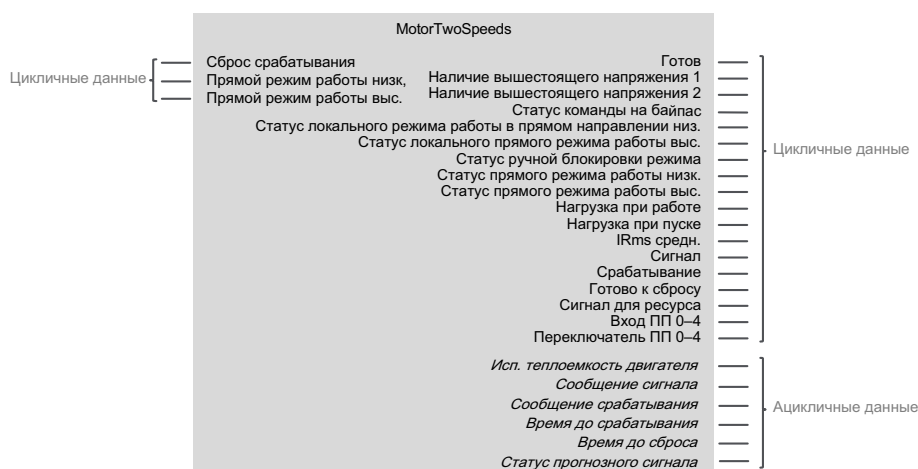 MotorTwoSpeeds
Цикличные данные
Сброс срабатывания
Прямой режим работы низк,
Прямой режим работы выс.
Готов
Наличие вышестоящего напряжения 1
Наличие вышестоящего напряжения 2
Статус команды на байпас
Статус локального режима работы в прямом направлении низ.
Статус локального прямого режима работы выс.
Статус ручной блокировки режима
Статус прямого режима работы низк.
Статус прямого режима работы выс.
Нагрузка при работе
Нагрузка при пуске
IRms средн.
Сигнал
Срабатывание
Готово к сбросу
Сигнал для ресурса
Вход ПП 0–4
Переключатель ПП 0–4
Цикличные данные
Исп. теплоемкость двигателя
Сообщение сигнала
Сообщение срабатывания
Время до срабатывания
Время до сброса
Статус прогнозного сигнала
Ацикличные данные